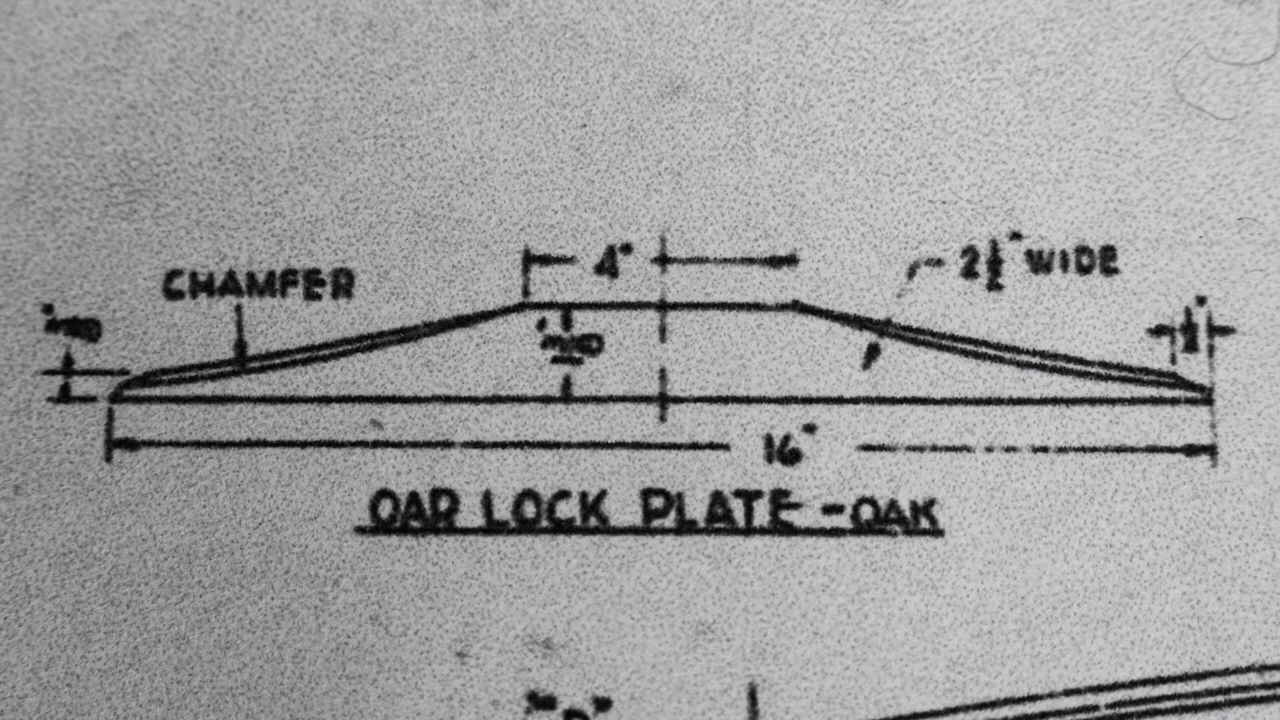 4"
2½" WIDE
CHAMFER
½"
16"
OAR LOCK PLATE - OAK